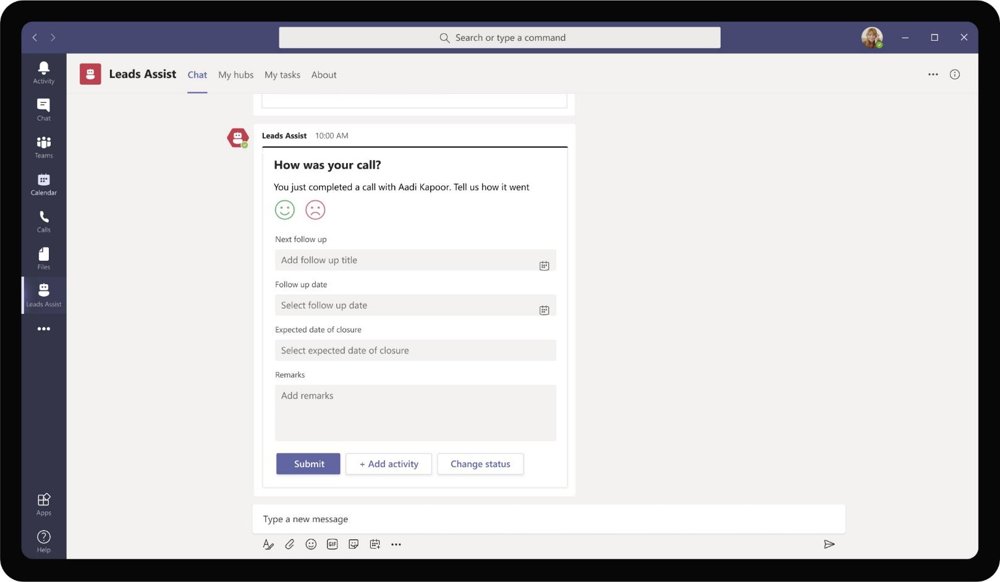 Search or type a command
Activity
Chat
Teams
Calendar
Calls
Files
Leads Assist
Apps
Help
Leads Assist
Chat
My hubs
My tasks
About
Leads Assist 10:00 AM
How was your call?
You just completed a call with Aadi Kapoor. Tell us how it went
Next follow up
Add follow up title
Follow up date
Select follow up date
Expected date of closure
Select expected date of closure
Remarks
Add remarks
Submit
+ Add activity
Change status
Type a new message
GIF